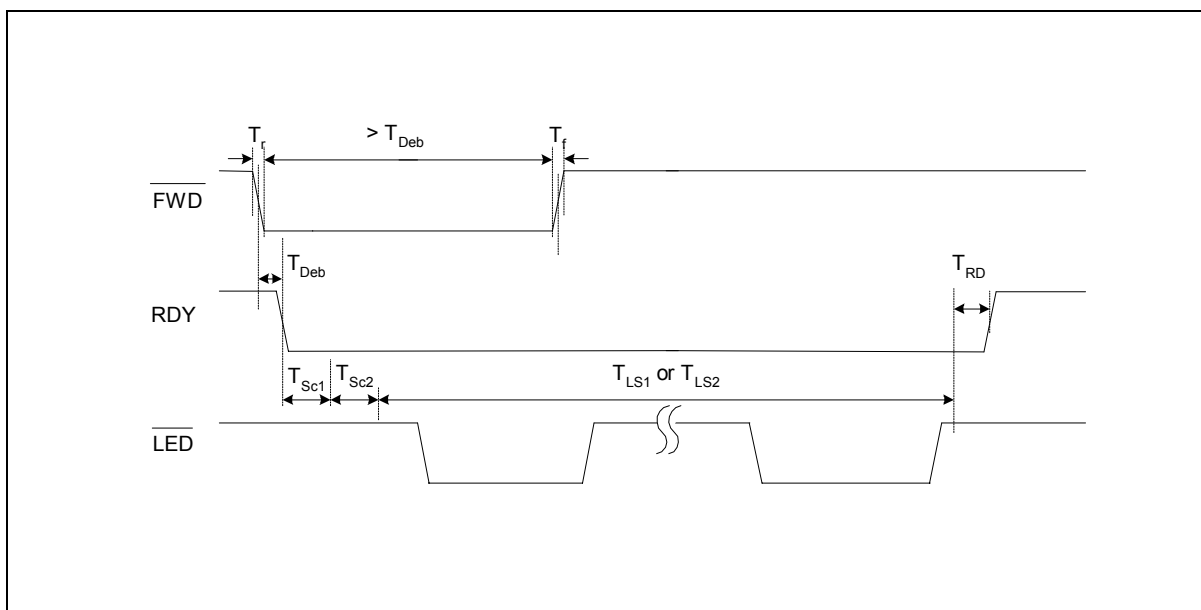 T_r > T_Deb T_f
FWD
T_Deb
T_RD
RDY
T_Sc1 T_Sc2 T_LS1 or T_LS2
LED